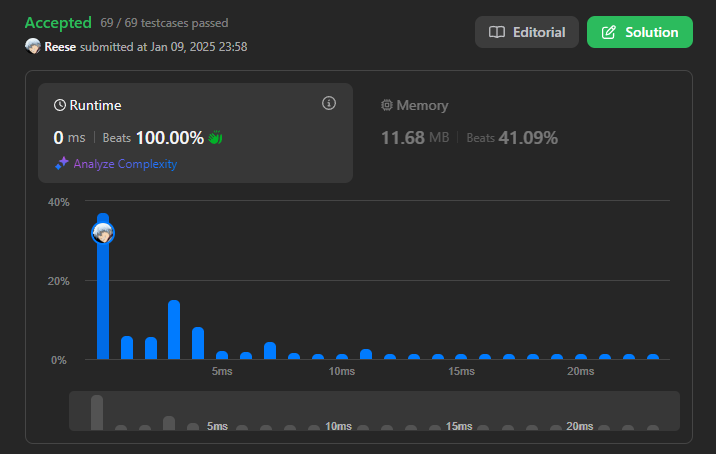 Accepted 69 / 69 testcases passed
Reese submitted at Jan 09, 2025 23:58
Editorial
Solution
Runtime
0 ms Beats 100.00%
Analyze Complexity
Memory
11.68 MB Beats 41.09%
40%
20%
0%
5ms 10ms 15ms 20ms
5ms 10ms 15ms 20ms